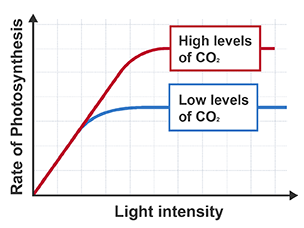 Rate of Photosynthesis
High levels
of CO₂
Low levels
of CO₂
Light intensity